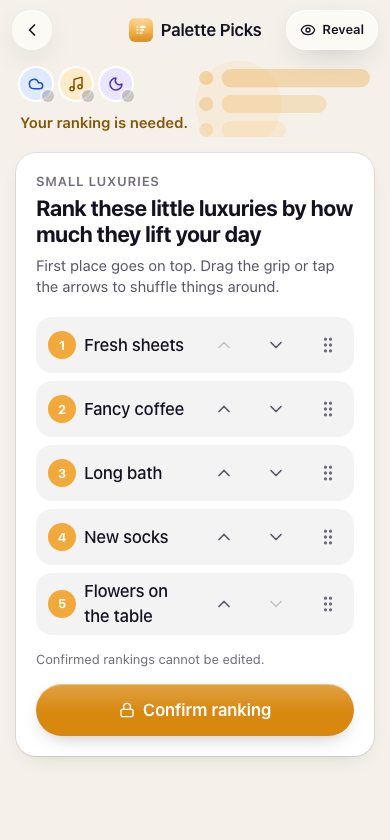 Palette Picks
Reveal
Your ranking is needed.
SMALL LUXURIES
Rank these little luxuries by how
much they lift your day
First place goes on top. Drag the grip or tap
the arrows to shuffle things around.
1 Fresh sheets
2 Fancy coffee
3 Long bath
4 New socks
5 Flowers on
the table
Confirmed rankings cannot be edited.
Confirm ranking